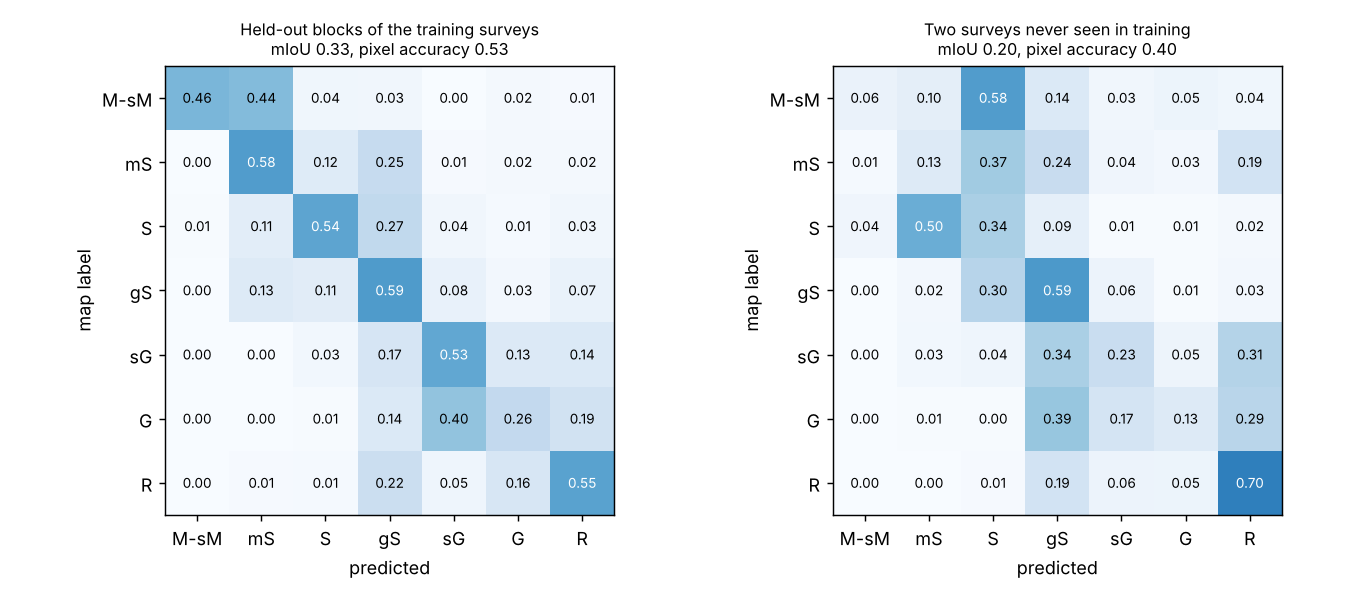 Held-out blocks of the training surveys
mIoU 0.33, pixel accuracy 0.53
M-sM 0.46 0.44 0.04 0.03 0.00 0.02 0.01
mS 0.00 0.58 0.12 0.25 0.01 0.02 0.02
S 0.01 0.11 0.54 0.27 0.04 0.01 0.03
gS 0.00 0.13 0.11 0.59 0.08 0.03 0.07
sG 0.00 0.00 0.03 0.17 0.53 0.13 0.14
G 0.00 0.00 0.01 0.14 0.40 0.26 0.19
R 0.00 0.01 0.01 0.22 0.05 0.16 0.55
M-sM mS S gS sG G R
predicted
map label
Two surveys never seen in training
mIoU 0.20, pixel accuracy 0.40
M-sM 0.06 0.10 0.58 0.14 0.03 0.05 0.04
mS 0.01 0.13 0.37 0.24 0.04 0.03 0.19
S 0.04 0.50 0.34 0.09 0.01 0.01 0.02
gS 0.00 0.02 0.30 0.59 0.06 0.01 0.03
sG 0.00 0.03 0.04 0.34 0.23 0.05 0.31
G 0.00 0.01 0.00 0.39 0.17 0.13 0.29
R 0.00 0.00 0.01 0.19 0.06 0.05 0.70
M-sM mS S gS sG G R
predicted
map label